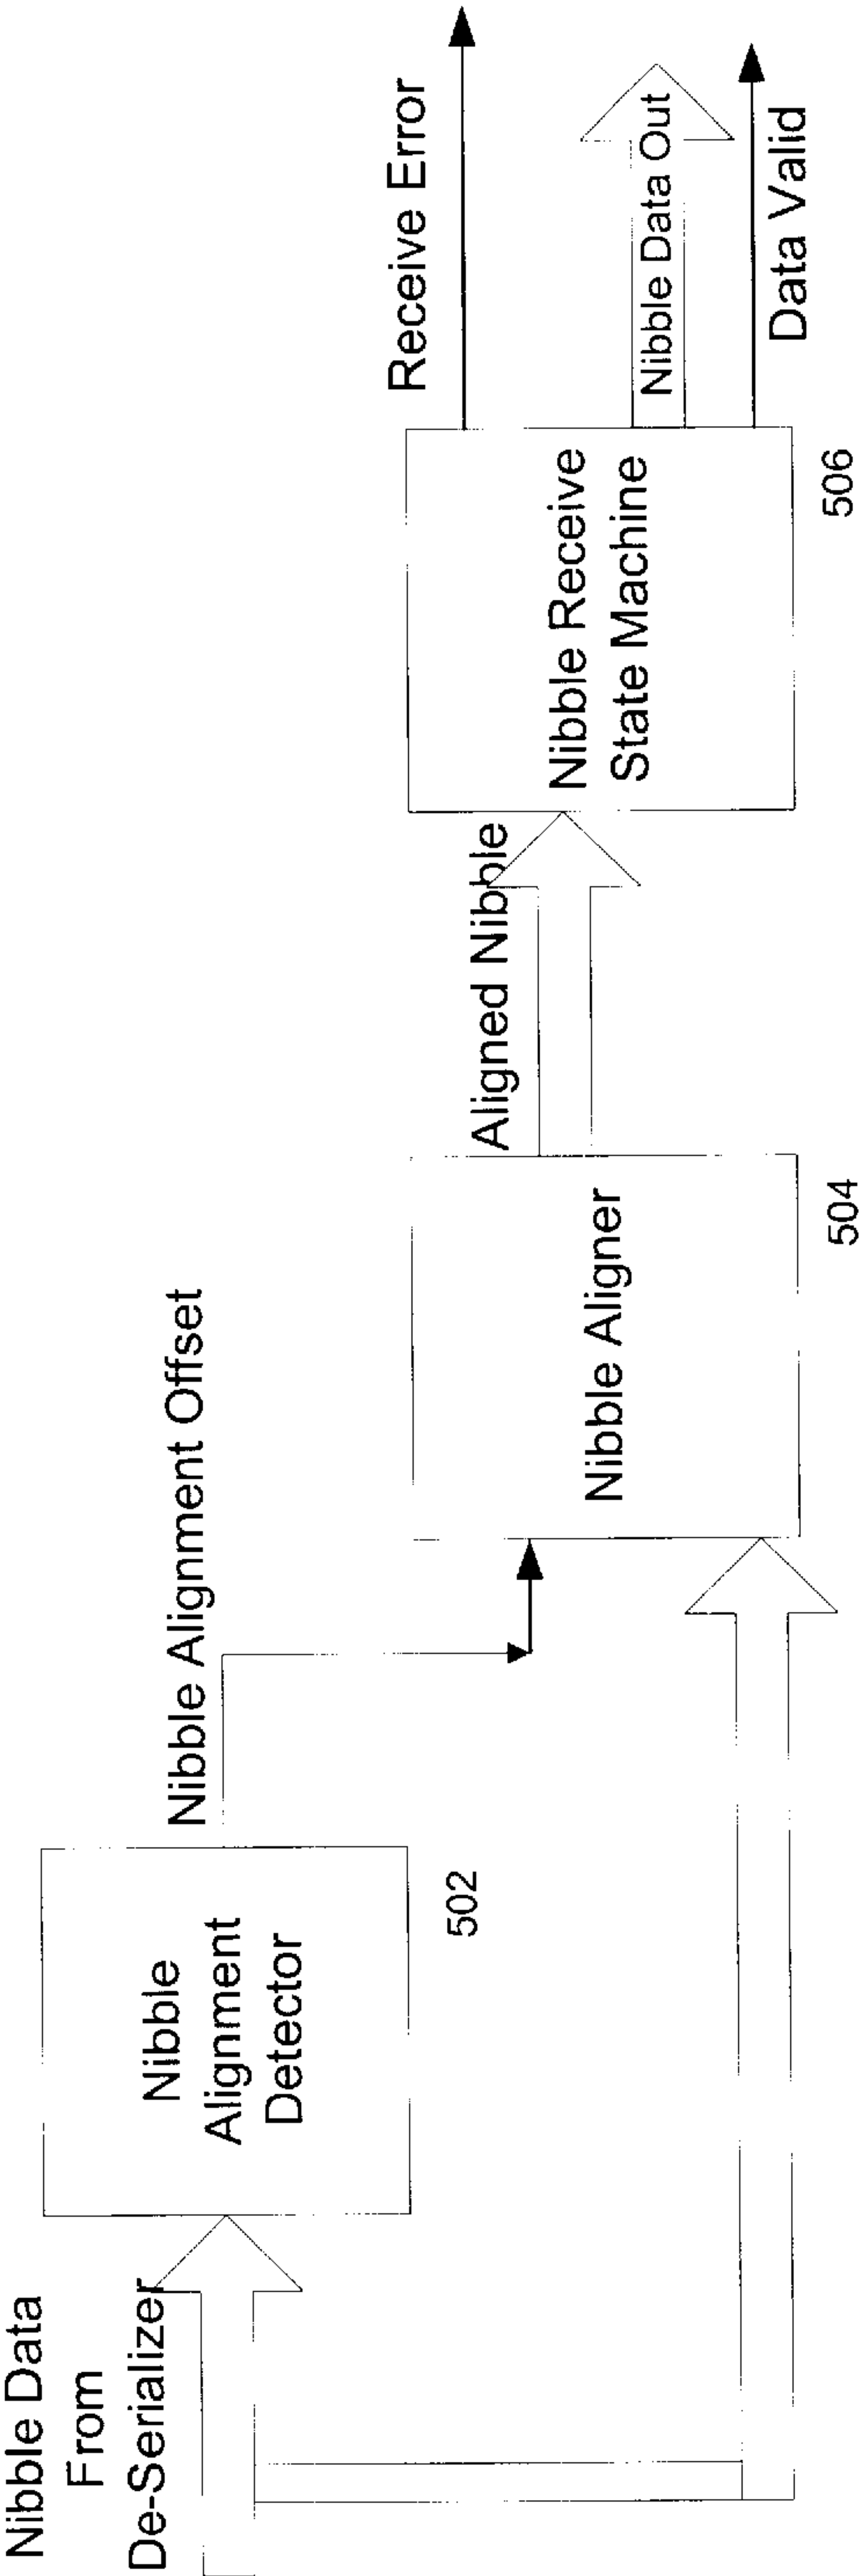 Nibble Data
From
De-Serializer
Nibble
Alignment
Detector
502
Nibble Alignment Offset
Nibble Aligner
504
Aligned Nibble
Nibble Receive
State Machine
506
Receive Error
Nibble Data Out
Data Valid